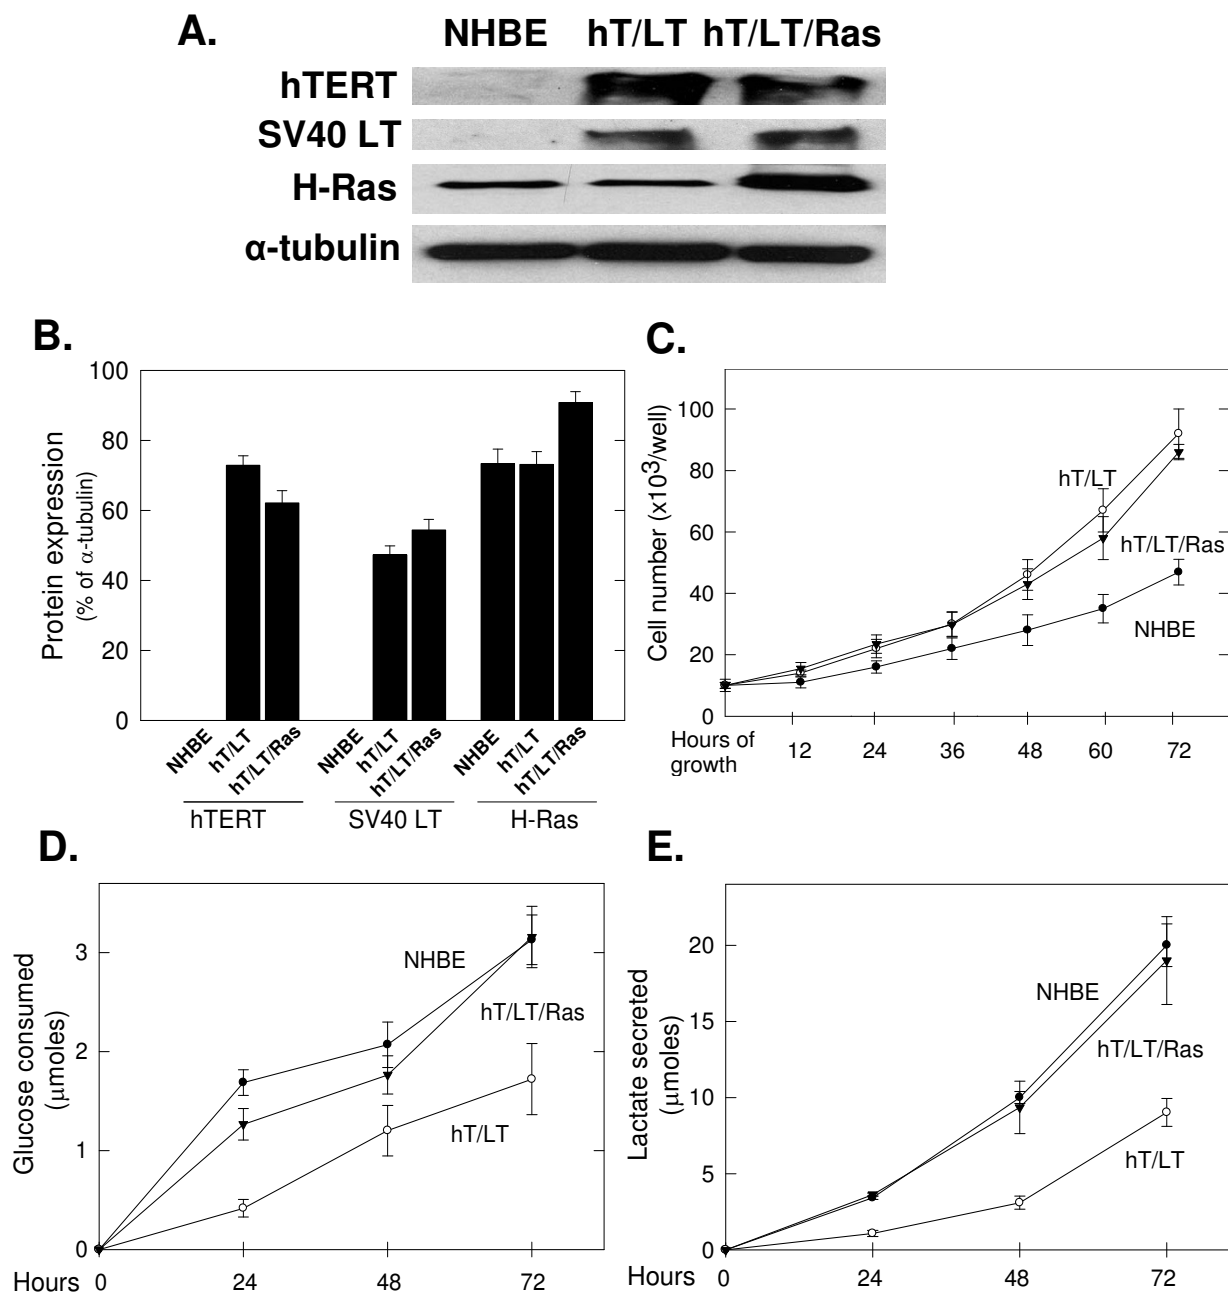 A.
NHBE hT/LT hT/LT/Ras
hTERT
SV40 LT
H-Ras
α-tubulin
B.
Protein expression
(% of α-tubulin)
100
80
60
40
20
0
NHBE
hT/LT
hT/LT/Ras
NHBE
hT/LT
hT/LT/Ras
NHBE
hT/LT
hT/LT/Ras
hTERT SV40 LT H-Ras
C.
Cell number (x10³/well)
100
80
60
40
20
0
hT/LT
hT/LT/Ras
NHBE
Hours of
growth
12 24 36 48 60 72
D.
Glucose consumed
(μmoles)
3
2
1
0
NHBE
hT/LT/Ras
hT/LT
Hours 0 24 48 72
E.
Lactate secreted
(μmoles)
20
15
10
5
0
NHBE
hT/LT/Ras
hT/LT
Hours 0 24 48 72